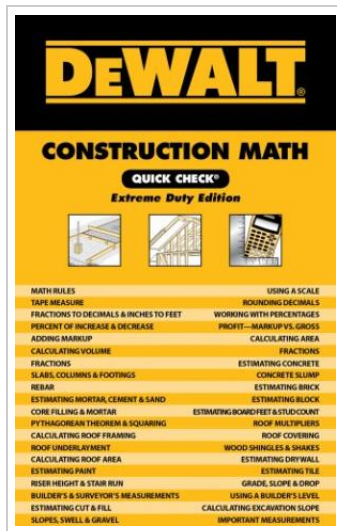 DEWALT®
CONSTRUCTION MATH
QUICK CHECK®
Extreme Duty Edition
MATH RULES USING A SCALE
TAPE MEASURE ROUNDING DECIMALS
FRACTIONS TO DECIMALS & INCHES TO FEET WORKING WITH PERCENTAGES
PERCENT OF INCREASE & DECREASE PROFIT—MARKUP VS. GROSS
ADDING MARKUP CALCULATING AREA
CALCULATING VOLUME FRACTIONS
FRACTIONS ESTIMATING CONCRETE
SLABS, COLUMNS & FOOTINGS CONCRETE SLUMP
REBAR ESTIMATING BRICK
ESTIMATING MORTAR, CEMENT & SAND ESTIMATING BLOCK
CORE FILLING & MORTAR ESTIMATING BOARD FEET & STUD COUNT
PYTHAGOREAN THEOREM & SQUARING ROOF MULTIPLIERS
CALCULATING ROOF FRAMING ROOF COVERING
ROOF UNDERLAYMENT WOOD SHINGLES & SHAKES
CALCULATING ROOF AREA ESTIMATING DRYWALL
ESTIMATING PAINT ESTIMATING TILE
RISER HEIGHT & STAIR RUN GRADE, SLOPE & DROP
BUILDER'S & SURVEYOR'S MEASUREMENTS USING A BUILDER'S LEVEL
ESTIMATING CUT & FILL CALCULATING EXCAVATION SLOPE
SLOPES, SWELL & GRAVEL IMPORTANT MEASUREMENTS